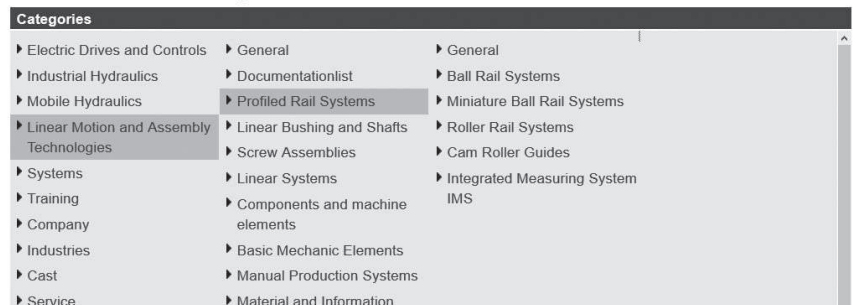 Categories
Electric Drives and Controls
Industrial Hydraulics
Mobile Hydraulics
Linear Motion and Assembly
Technologies
Systems
Training
Company
Industries
Cast
Service
General
Documentationlist
Profiled Rail Systems
Linear Bushing and Shafts
Screw Assemblies
Linear Systems
Components and machine
elements
Basic Mechanic Elements
Manual Production Systems
Material and Information
General
Ball Rail Systems
Miniature Ball Rail Systems
Roller Rail Systems
Cam Roller Guides
Integrated Measuring System
IMS